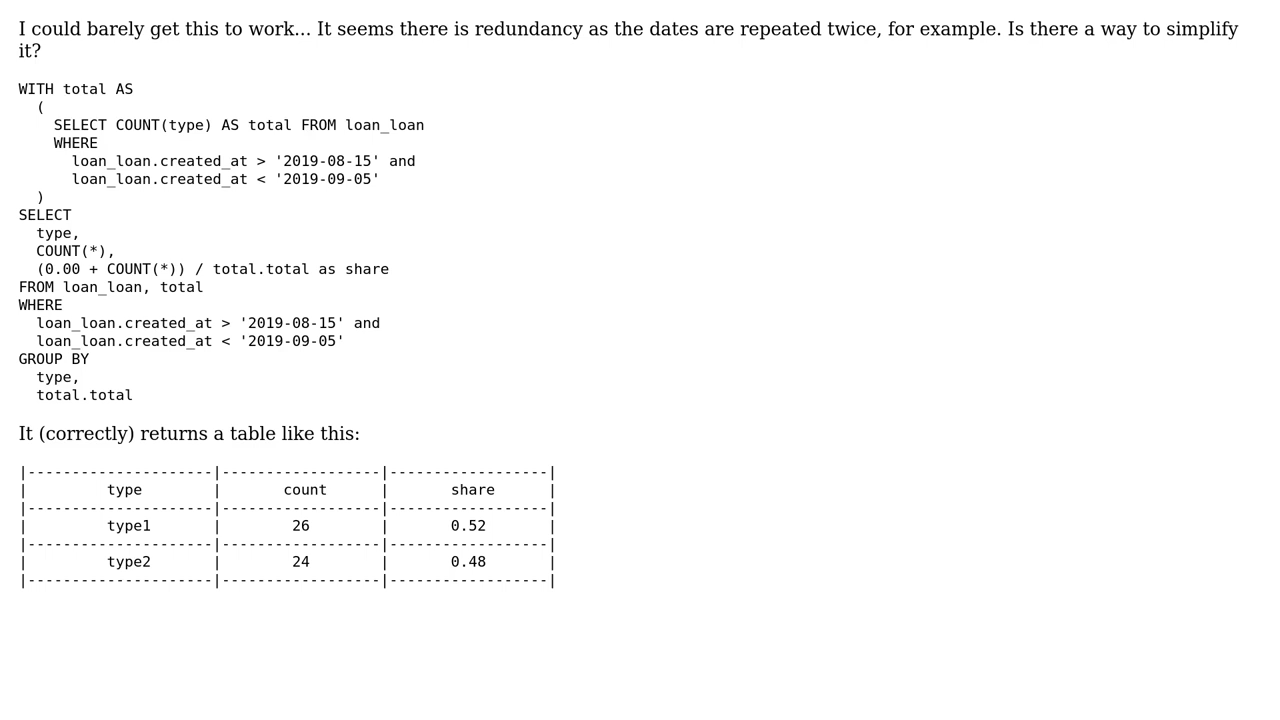 I could barely get this to work... It seems there is redundancy as the dates are repeated twice, for example. Is there a way to simplify
it?
WITH total AS
  (
    SELECT COUNT(type) AS total FROM loan_loan
    WHERE
      loan_loan.created_at > '2019-08-15' and
      loan_loan.created_at < '2019-09-05'
  )
SELECT
  type,
  COUNT(*),
  (0.00 + COUNT(*)) / total.total as share
FROM loan_loan, total
WHERE
  loan_loan.created_at > '2019-08-15' and
  loan_loan.created_at < '2019-09-05'
GROUP BY
  type,
  total.total
It (correctly) returns a table like this:
|---------------------|------------------|------------------|
|         type        |       count      |       share      |
|---------------------|------------------|------------------|
|         type1       |        26        |       0.52       |
|---------------------|------------------|------------------|
|         type2       |        24        |       0.48       |
|---------------------|------------------|------------------|